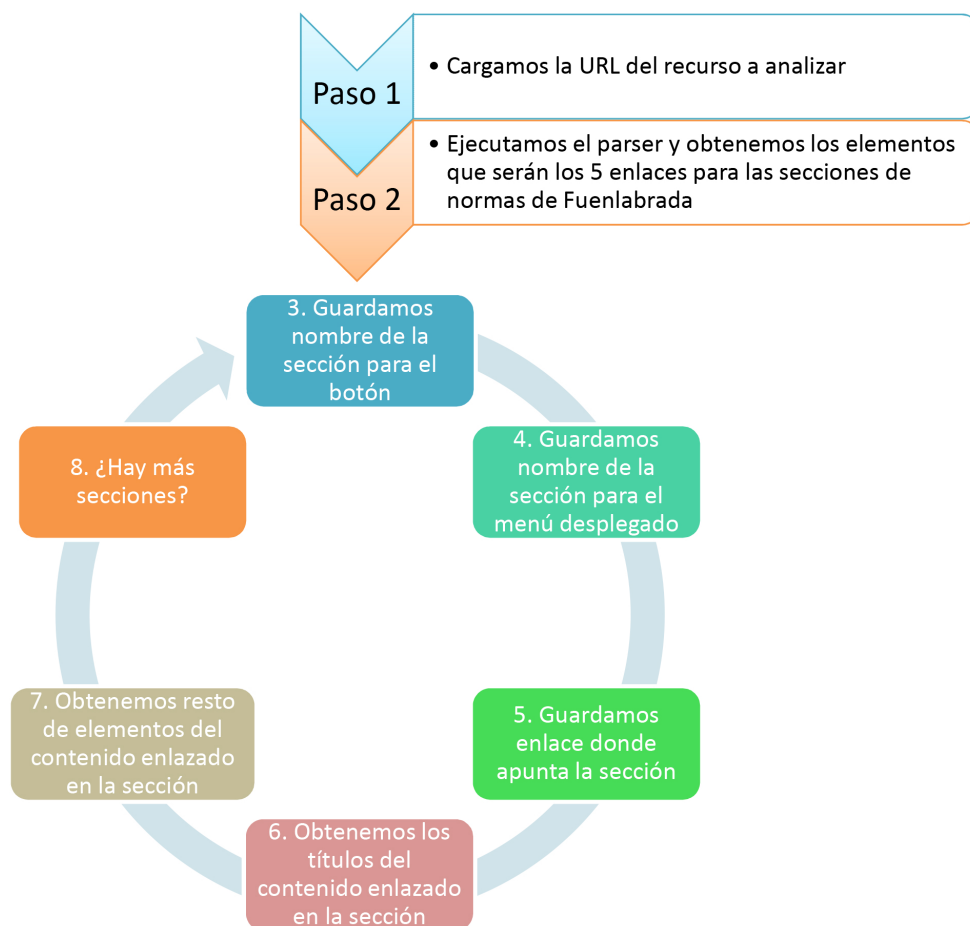 Paso 1
• Cargamos la URL del recurso a analizar
Paso 2
• Ejecutamos el parser y obtenemos los elementos
que serán los 5 enlaces para las secciones de
normas de Fuenlabrada
3. Guardamos
nombre de la
sección para el
botón
4. Guardamos
nombre de la
sección para el
menú desplegado
5. Guardamos
enlace donde
apunta la sección
6. Obtenemos los
títulos del
contenido enlazado
en la sección
7. Obtenemos resto
de elementos del
contenido enlazado
en la sección
8. ¿Hay más
secciones?